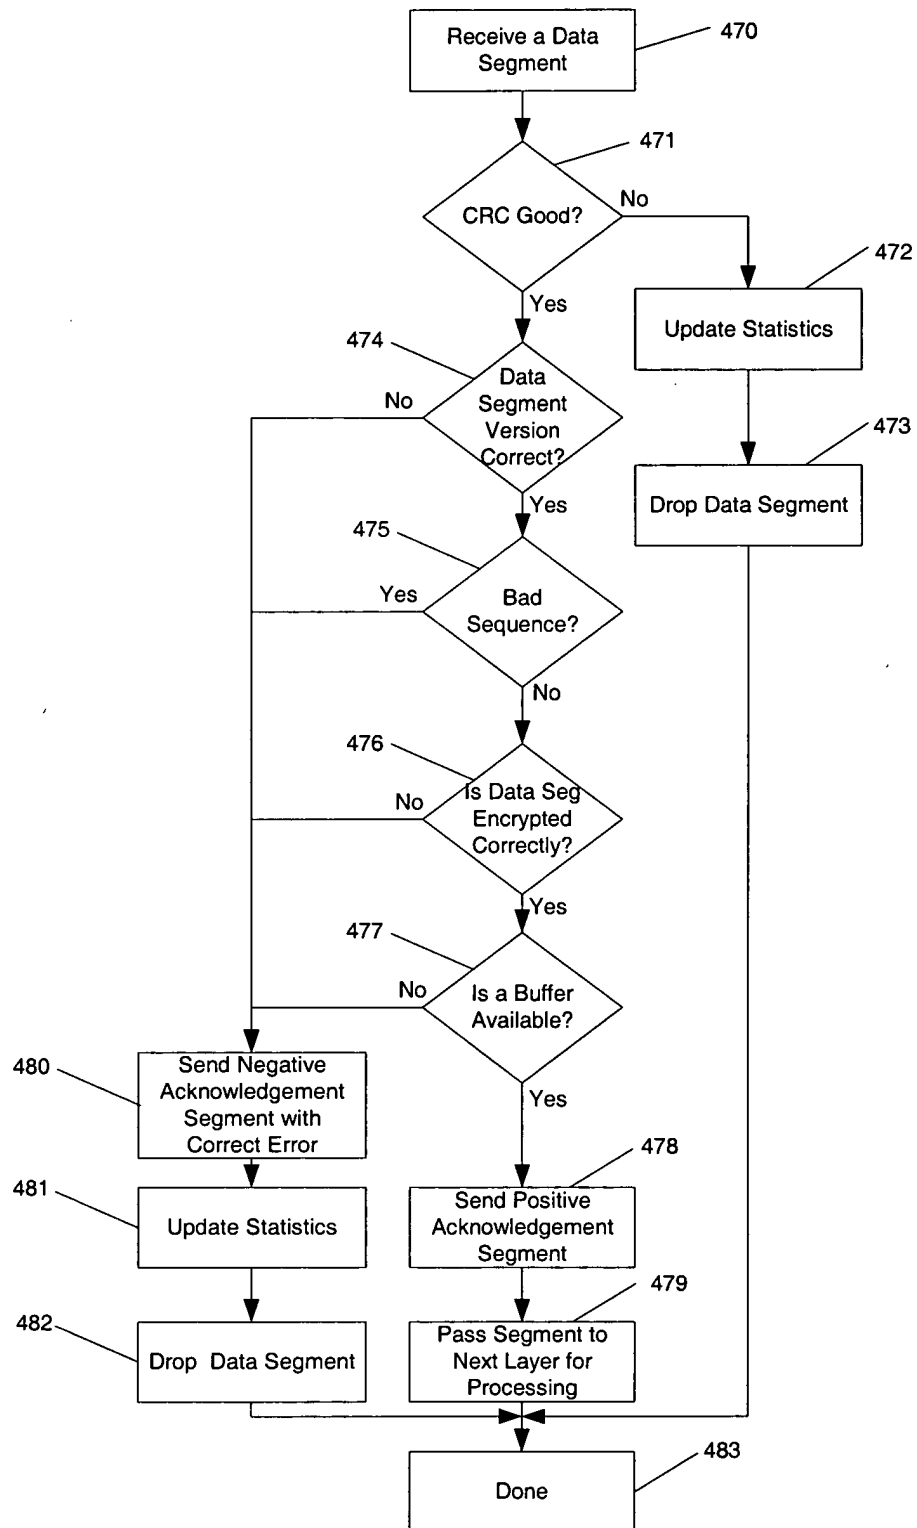 Receive a Data
Segment
470
471
CRC Good?
No
Yes
472
Update Statistics
474
Data
Segment
Version
Correct?
No
Yes
473
Drop Data Segment
475
Bad
Sequence?
Yes
No
476
Is Data Seg
Encrypted
Correctly?
No
Yes
477
Is a Buffer
Available?
No
Yes
480
Send Negative
Acknowledgement
Segment with
Correct Error
478
Send Positive
Acknowledgement
Segment
481
Update Statistics
479
Pass Segment to
Next Layer for
Processing
482
Drop Data Segment
483
Done